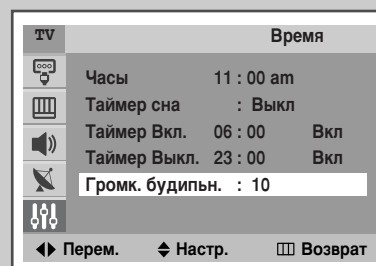 TV Время
Часы 11 : 00 am
Таймер сна : Выкл
Таймер Вкл. 06 : 00 Вкл
Таймер Выкл. 23 : 00 Вкл
Громк. будипьн. : 10
Перем. Настр. Возврат